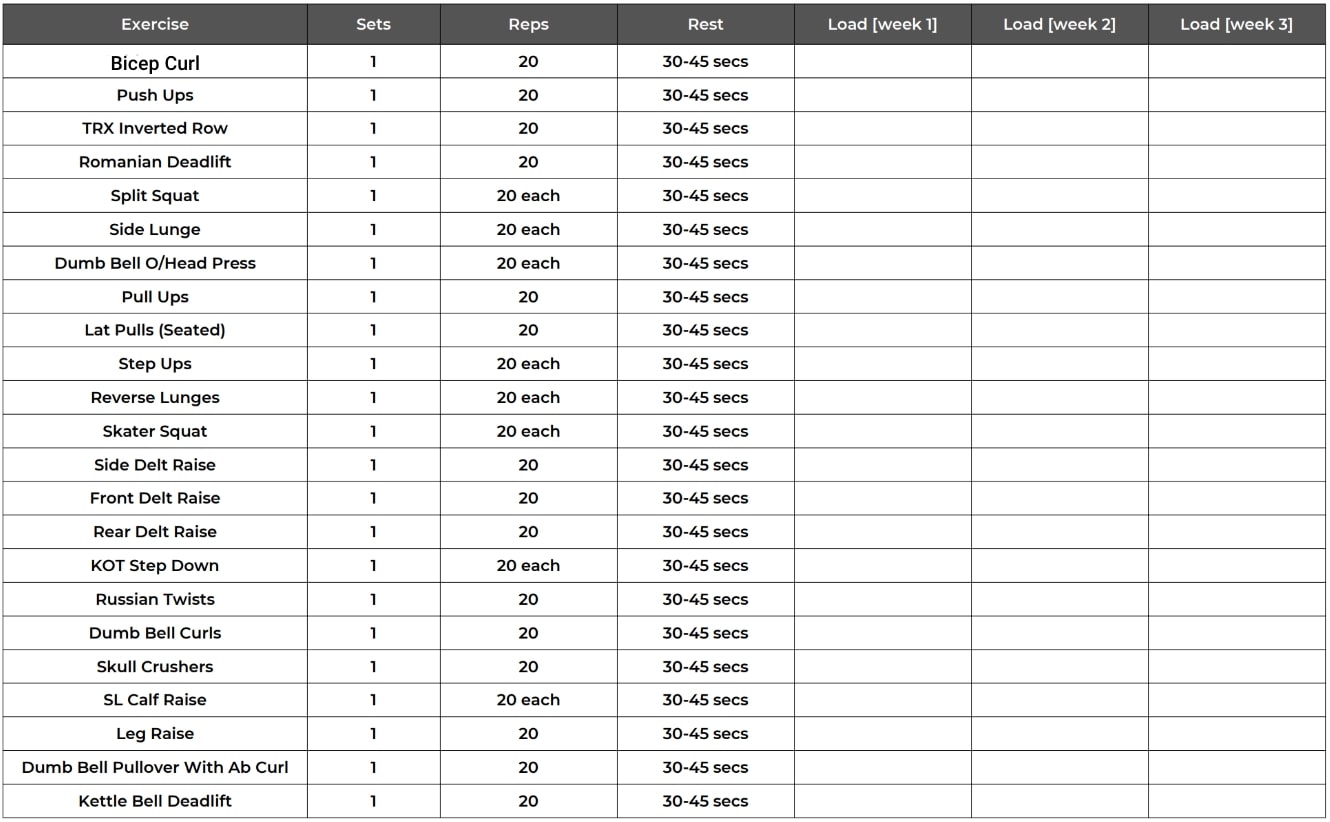 Exercise Sets Reps Rest Load [week 1] Load [week 2] Load [week 3]
Bicep Curl 1 20 30-45 secs
Push Ups 1 20 30-45 secs
TRX Inverted Row 1 20 30-45 secs
Romanian Deadlift 1 20 30-45 secs
Split Squat 1 20 each 30-45 secs
Side Lunge 1 20 each 30-45 secs
Dumb Bell O/Head Press 1 20 each 30-45 secs
Pull Ups 1 20 30-45 secs
Lat Pulls (Seated) 1 20 30-45 secs
Step Ups 1 20 each 30-45 secs
Reverse Lunges 1 20 each 30-45 secs
Skater Squat 1 20 each 30-45 secs
Side Delt Raise 1 20 30-45 secs
Front Delt Raise 1 20 30-45 secs
Rear Delt Raise 1 20 30-45 secs
KOT Step Down 1 20 each 30-45 secs
Russian Twists 1 20 30-45 secs
Dumb Bell Curls 1 20 30-45 secs
Skull Crushers 1 20 30-45 secs
SL Calf Raise 1 20 each 30-45 secs
Leg Raise 1 20 30-45 secs
Dumb Bell Pullover With Ab Curl 1 20 30-45 secs
Kettle Bell Deadlift 1 20 30-45 secs